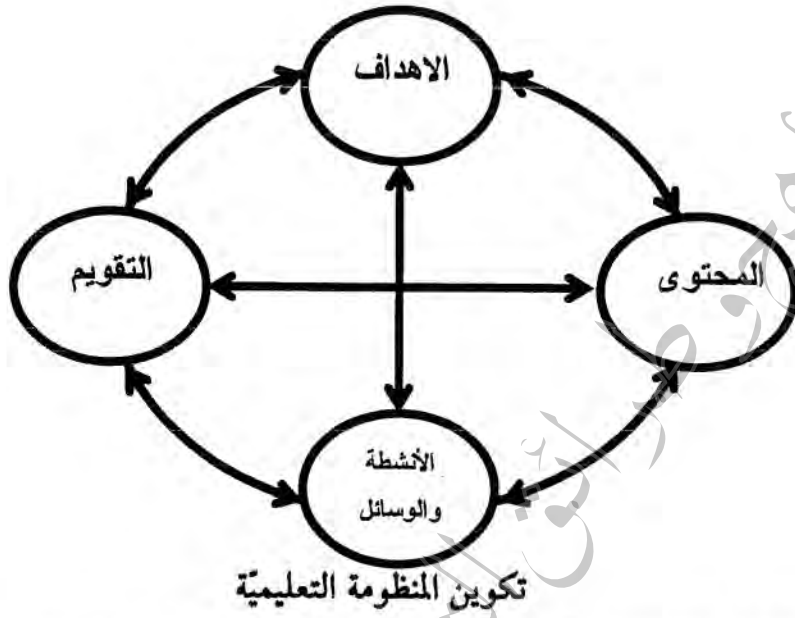 الاهداف
المحتوى
التقويم
الأنشطة
والوسائل
تكوين المنظومة التعليميّة